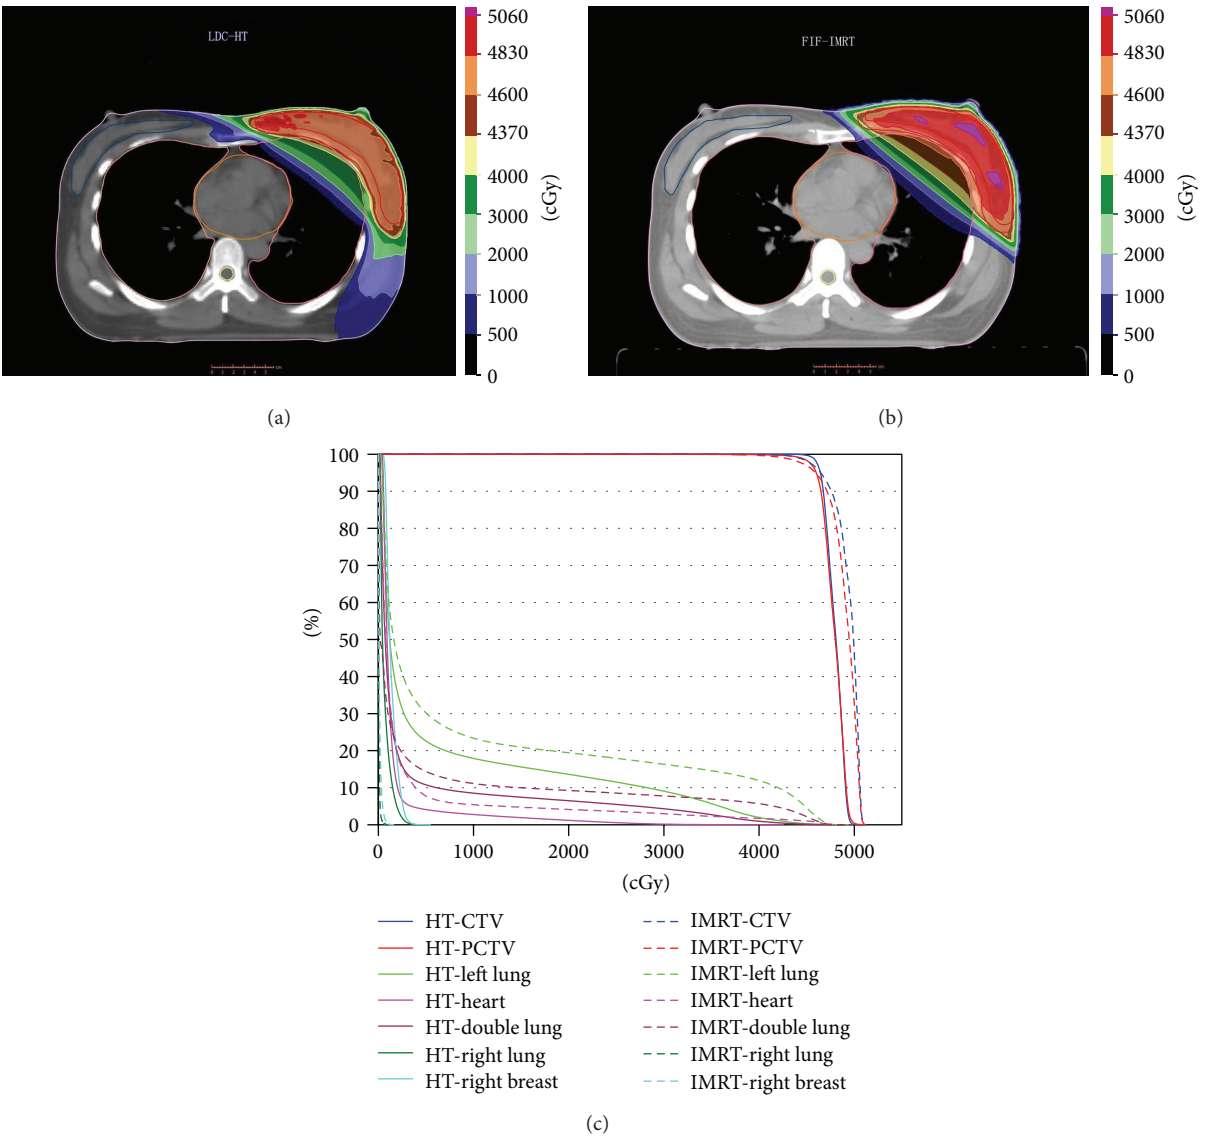 LDC-HT
5060
4830
4600
4370
4000
3000
2000
1000
500
0
(cGy)
(a)
FIF-IMRT
5060
4830
4600
4370
4000
3000
2000
1000
500
0
(cGy)
(b)
100
90
80
70
60
50
40
30
20
10
0
(%)
0 1000 2000 3000 4000 5000
(cGy)
HT-CTV
HT-PCTV
HT-left lung
HT-heart
HT-double lung
HT-right lung
HT-right breast
IMRT-CTV
IMRT-PCTV
IMRT-left lung
IMRT-heart
IMRT-double lung
IMRT-right lung
IMRT-right breast
(c)